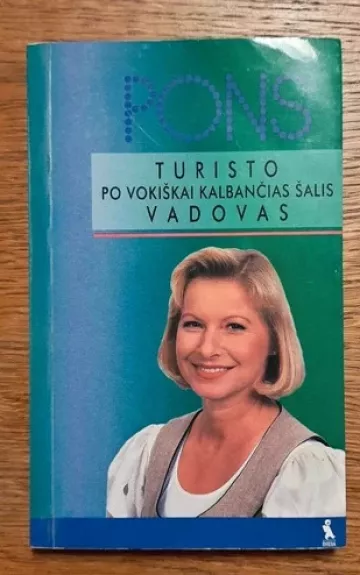 PONS
TURISTO
PO VOKIŠKAI KALBANČIAS ŠALIS
VADOVAS